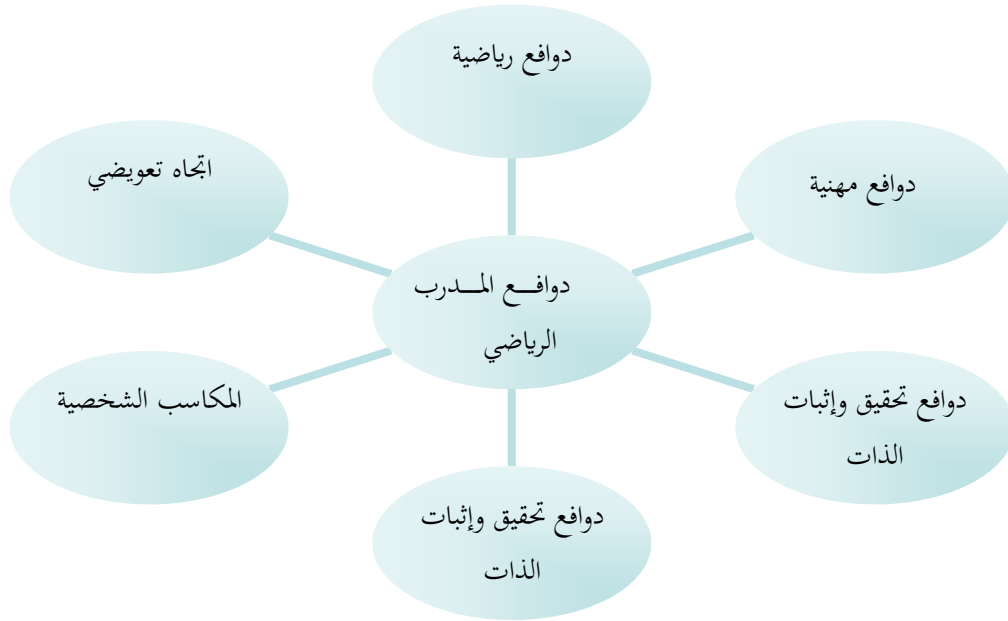 دوافع رياضية
دوافع مهنية
اتجاه تعويضي
دوافــع المــدرب
الرياضي
دوافع تحقيق وإثبات
الذات
المكاسب الشخصية
دوافع تحقيق وإثبات
الذات